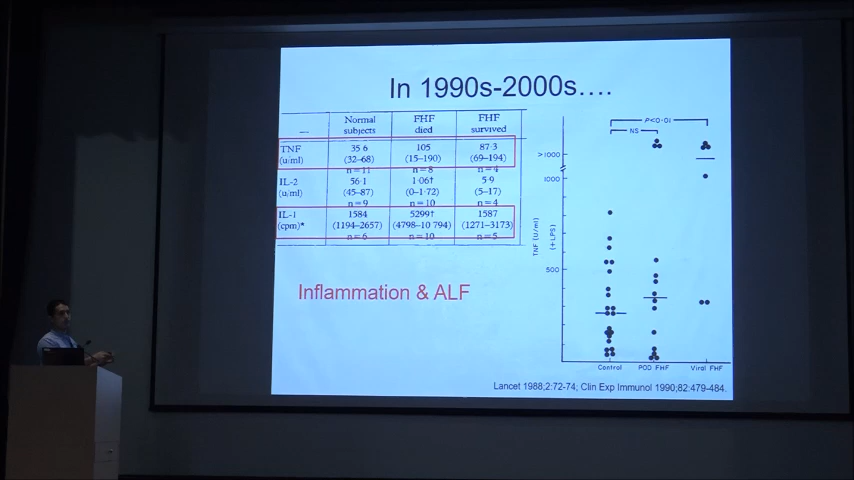 In 1990s-2000s....
Normal subjects FHF died FHF survived
TNF 35·6 105 87·3
(u/ml) (32–68) (15–190) (69–194)
n=11 n=8 n=4
IL-2 56·1 1·06† 5·9
(u/ml) (45–87) (0–1·72) (5–17)
n=9 n=10 n=4
IL-1 1584 5299† 1587
(cpm)* (1194–2657) (4798–10 794) (1271–3173)
n=6 n=10 n=5
Inflammation & ALF
P<0·01
NS
>1000
1000
500
TNF (U/ml)
(+LPS)
Control POD FHF Viral FHF
Lancet 1988;2:72-74; Clin Exp Immunol 1990;82:479-484.